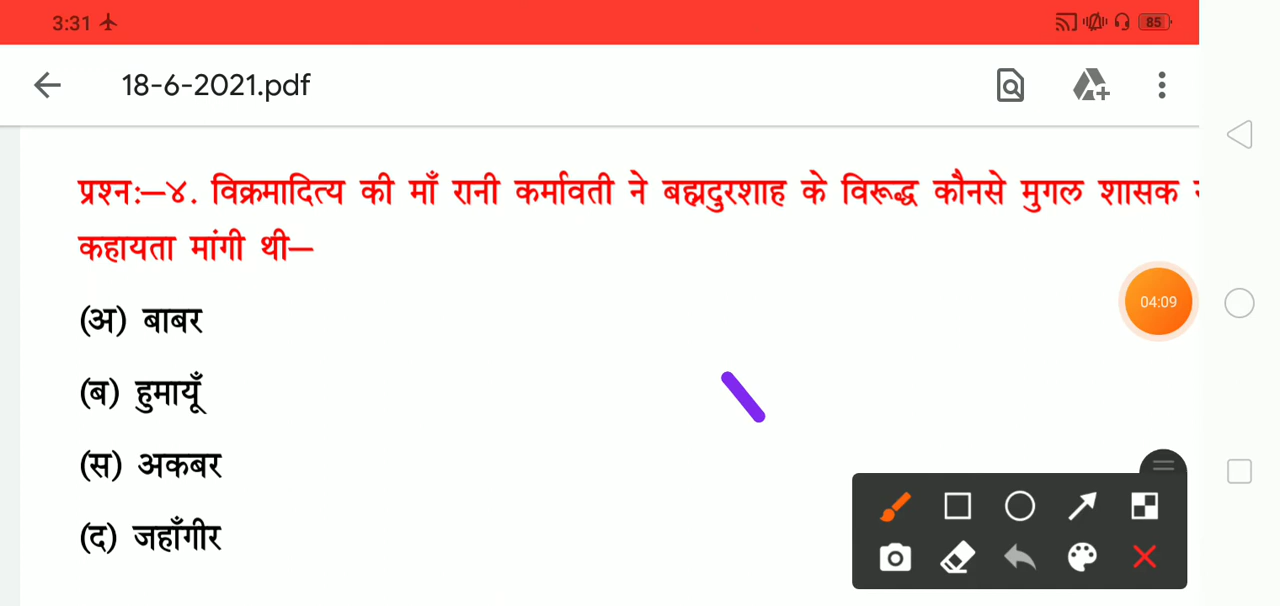 3:31
85
18-6-2021.pdf
प्रश्नः–४. विक्रमादित्य की माँ रानी कर्मावती ने बह्मदुरशाह के विरूद्ध कौनसे मुगल शासक
कहायता मांगी थी–
(अ) बाबर
04:09
(ब) हुमायूँ
(स) अकबर
(द) जहाँगीर